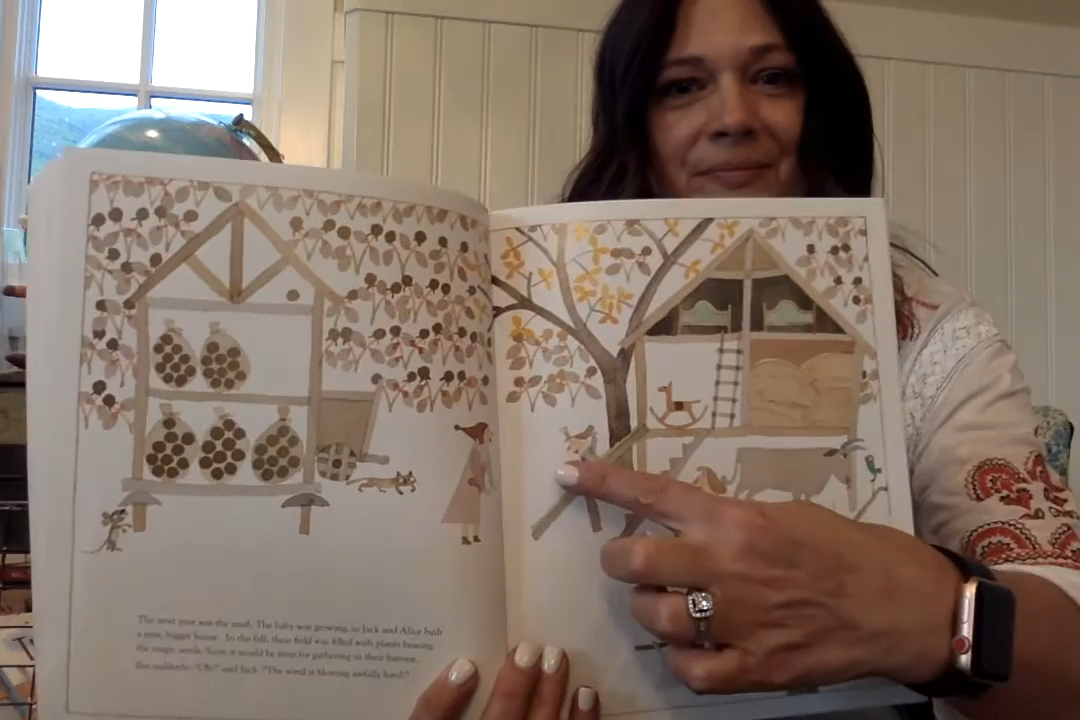 The next year was the tenth. The baby was growing, so Jack and Alice built
a new, bigger house. In the fall, their field was filled with plants bearing
the magic seeds. Soon it would be time for gathering in their harvest.
But suddenly "Oh!" said Jack. "The wind is blowing awfully hard!"